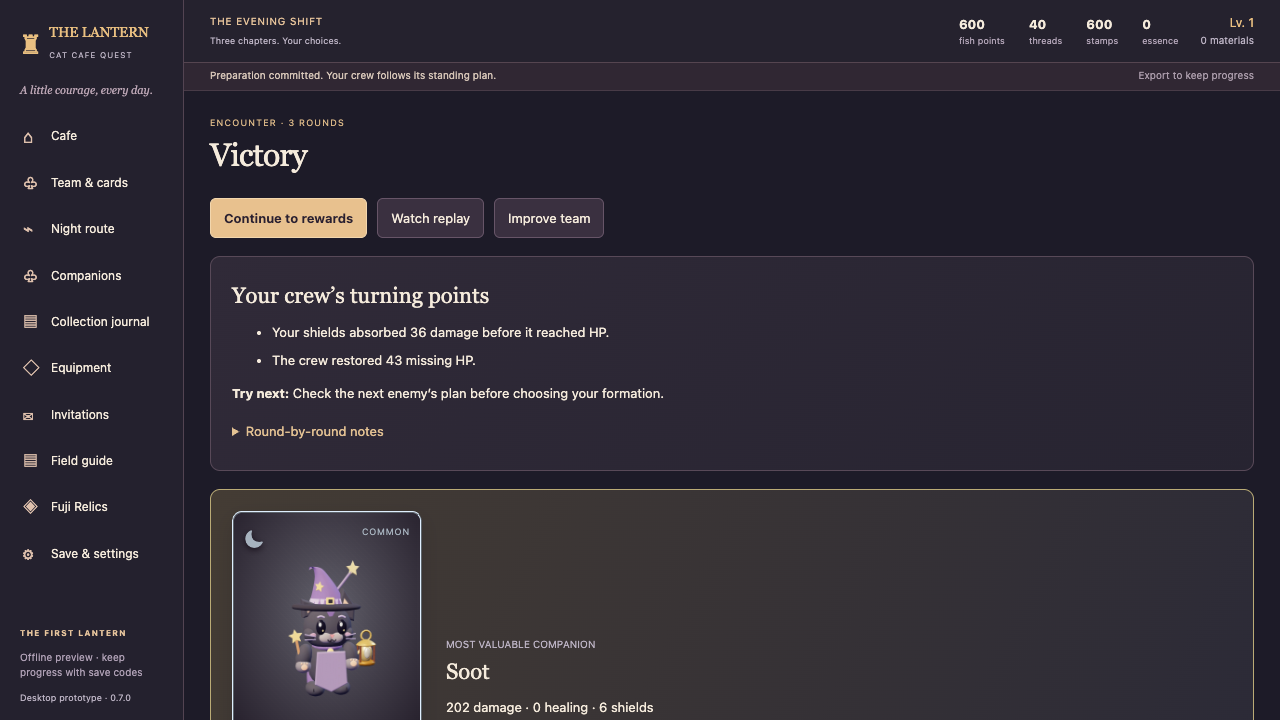 THE LANTERN
CAT CAFE QUEST
A little courage, every day.
Cafe
Team & cards
Night route
Companions
Collection journal
Equipment
Invitations
Field guide
Fuji Relics
Save & settings
THE FIRST LANTERN
Offline preview · keep
progress with save codes
Desktop prototype · 0.7.0
THE EVENING SHIFT
Three chapters. Your choices.
600
fish points
40
threads
600
stamps
0
essence
Lv. 1
0 materials
Preparation committed. Your crew follows its standing plan.
Export to keep progress
ENCOUNTER · 3 ROUNDS
Victory
Continue to rewards
Watch replay
Improve team
Your crew’s turning points
• Your shields absorbed 36 damage before it reached HP.
• The crew restored 43 missing HP.
Try next: Check the next enemy’s plan before choosing your formation.
Round-by-round notes
COMMON
MOST VALUABLE COMPANION
Soot
202 damage · 0 healing · 6 shields